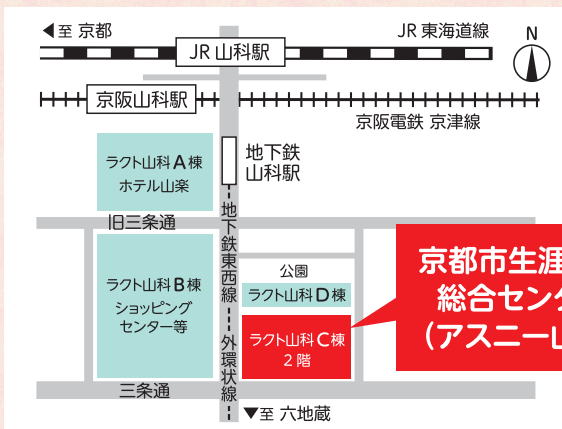 至 京都
JR 東海道線
N
JR 山科駅
京阪山科駅
京阪電鉄 京津線
ラクト山科A棟
ホテル山楽
地下鉄
山科駅
旧三条通
地下鉄東西線
外環状線
ラクト山科B棟
ショッピング
センター等
公園
ラクト山科D棟
ラクト山科C棟
2階
京都市生涯
総合セン
(アスニー山
三条通
至 六地蔵